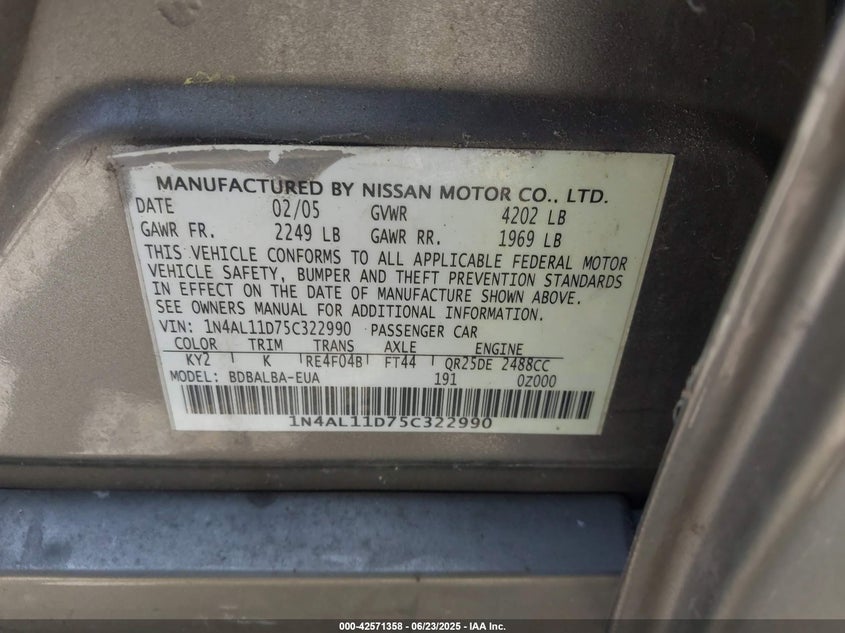 MANUFACTURED BY NISSAN MOTOR CO., LTD.
DATE 02/05 GVWR 4202 LB
GAWR FR. 2249 LB GAWR RR. 1969 LB
THIS VEHICLE CONFORMS TO ALL APPLICABLE FEDERAL MOTOR
VEHICLE SAFETY, BUMPER AND THEFT PREVENTION STANDARDS
IN EFFECT ON THE DATE OF MANUFACTURE SHOWN ABOVE.
SEE OWNERS MANUAL FOR ADDITIONAL INFORMATION.
VIN: 1N4AL11D75C322990 PASSENGER CAR
COLOR TRIM TRANS AXLE ENGINE
KY2 K RE4F04B FT44 QR25DE 2488CC
MODEL: BDBALBA-EUA 191 0Z000
1N4AL11D75C322990
000-42571358 | 06/23/2025 - IAA Inc.